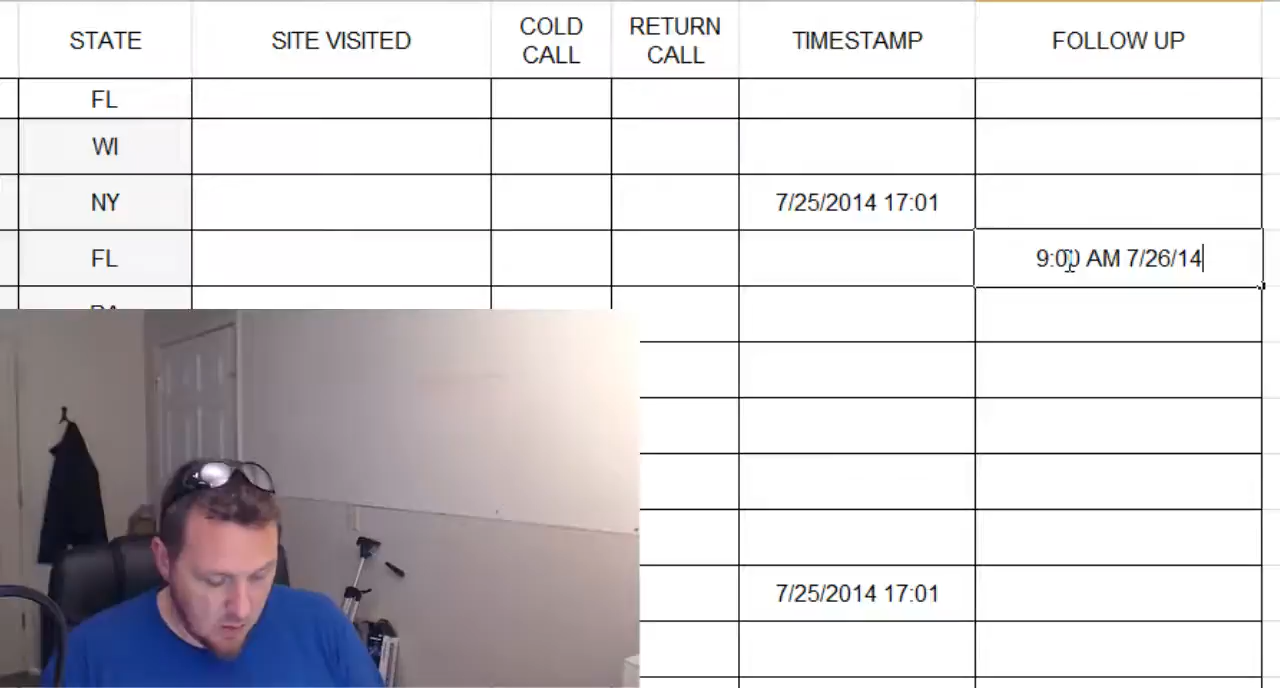 STATE SITE VISITED COLD CALL RETURN CALL TIMESTAMP FOLLOW UP
FL
WI
NY 7/25/2014 17:01
FL 9:00 AM 7/26/14
7/25/2014 17:01